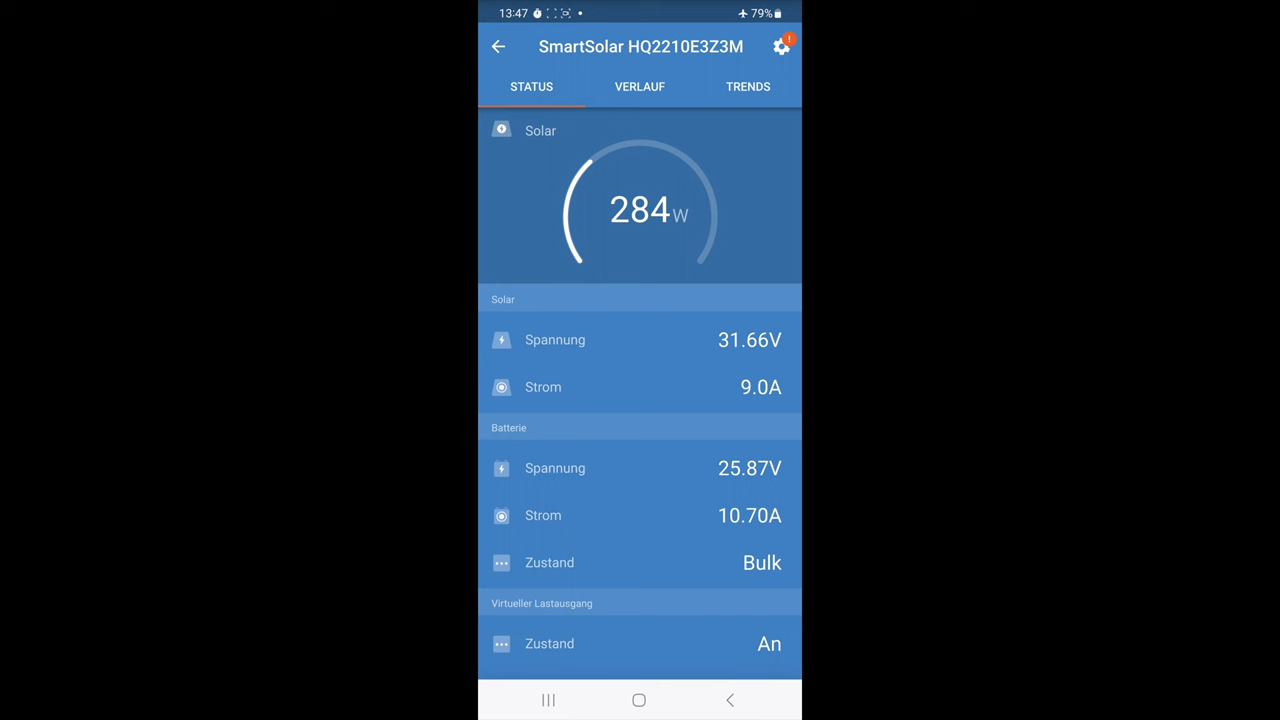 13:47 79%
SmartSolar HQ2210E3Z3M !
STATUS VERLAUF TRENDS
Solar
284W
Solar
Spannung 31.66V
Strom 9.0A
Batterie
Spannung 25.87V
Strom 10.70A
Zustand Bulk
Virtueller Lastausgang
Zustand An